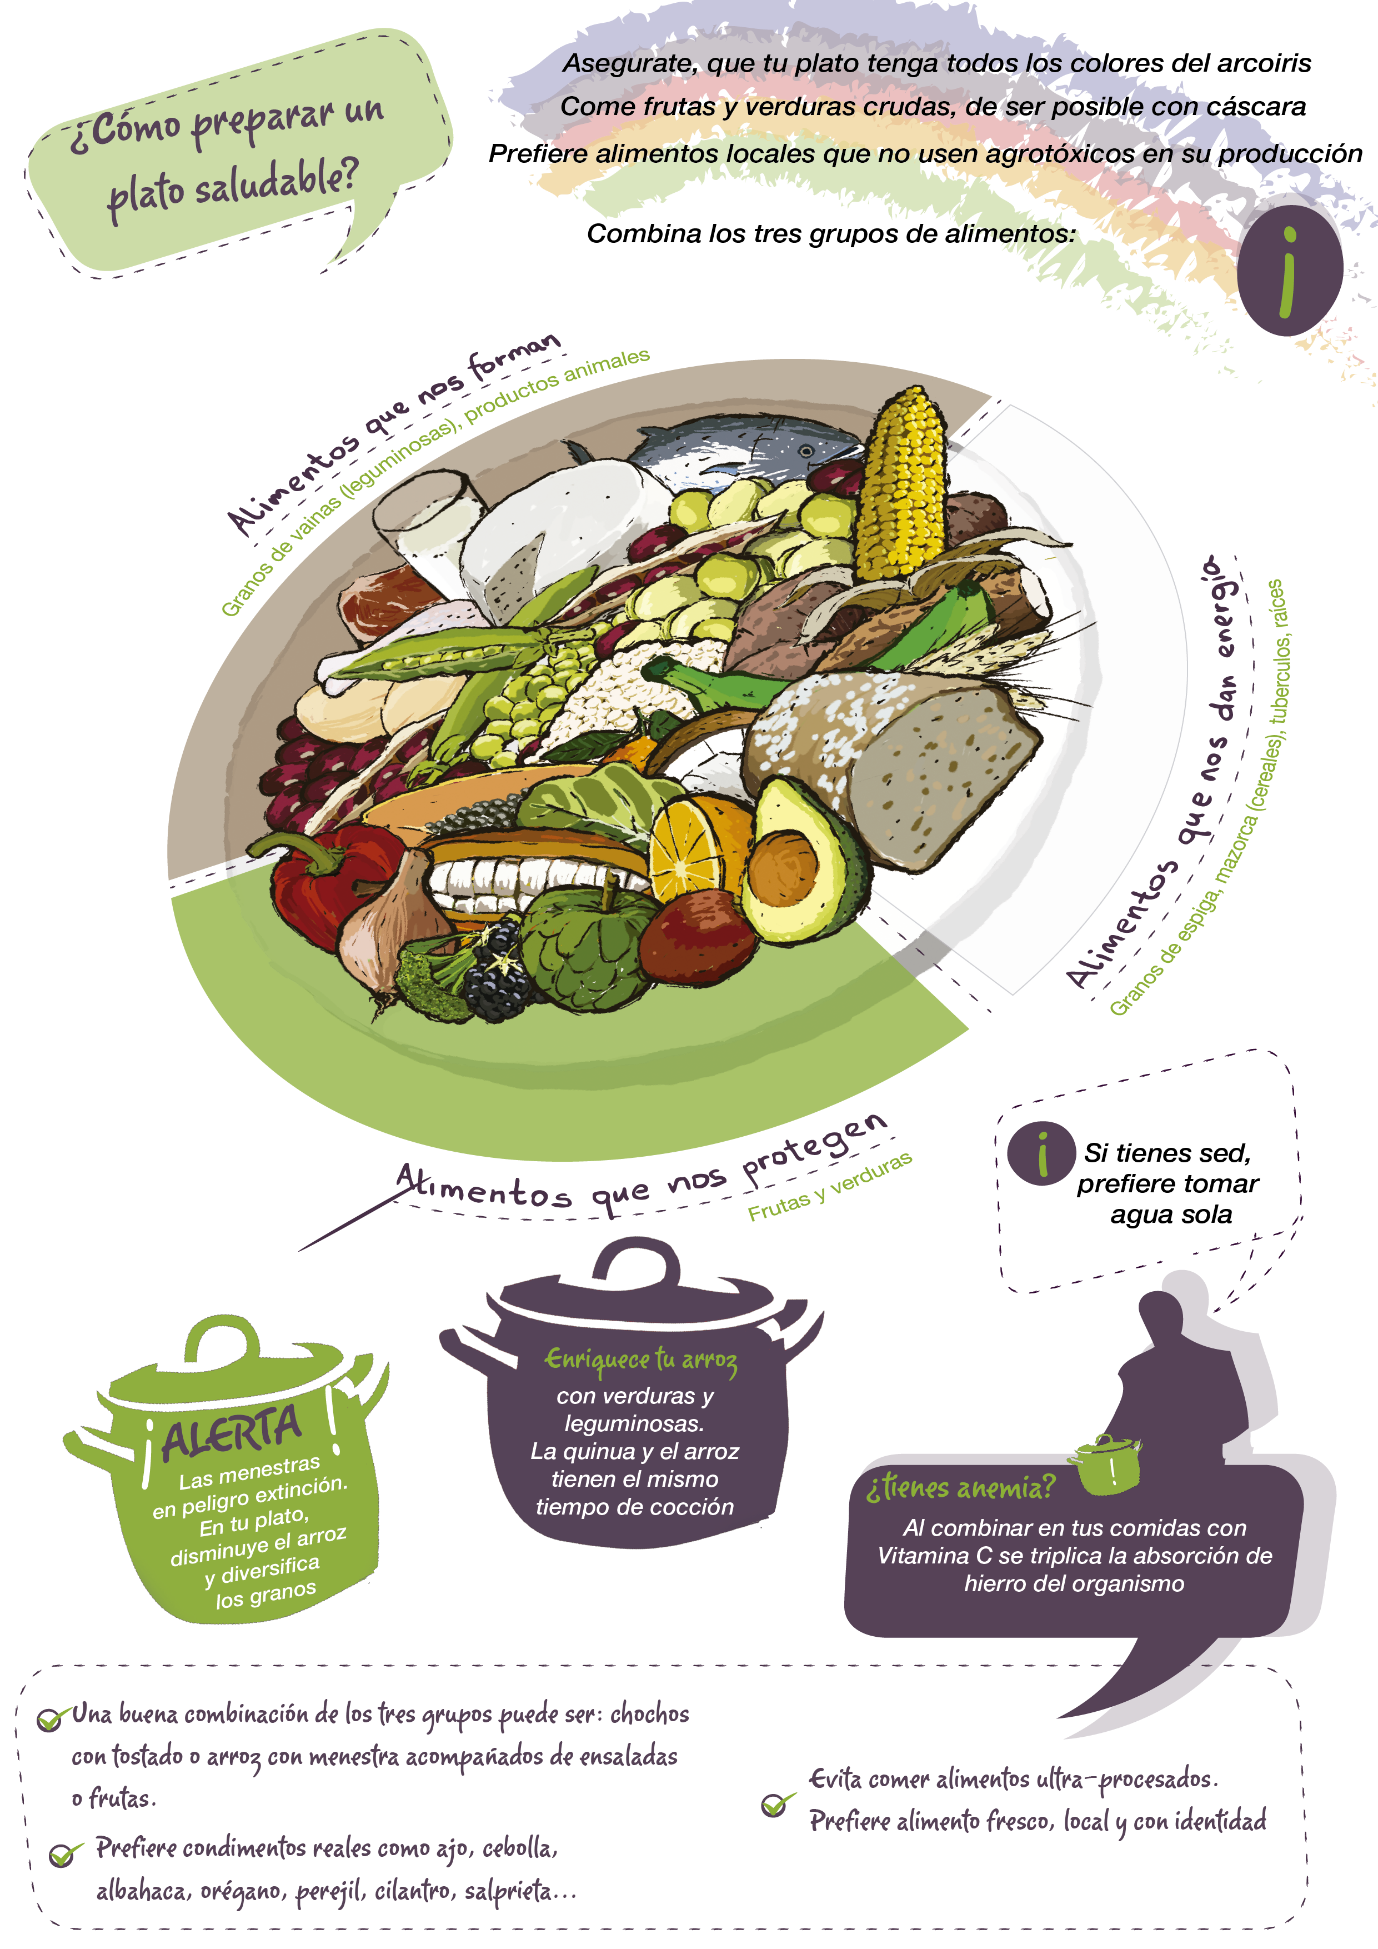 ¿Cómo preparar un
plato saludable?
Asegurate, que tu plato tenga todos los colores del arcoiris
Come frutas y verduras crudas, de ser posible con cáscara
Prefiere alimentos locales que no usen agrotóxicos en su producción
Combina los tres grupos de alimentos:
¡
Alimentos que nos forman
Granos de vainas (leguminosas), productos animales
Alimentos que nos dan energía
Granos de espiga, mazorca (cereales), tuberculos, raíces
Alimentos que nos protegen
Frutas y verduras
¡
Si tienes sed,
prefiere tomar
agua sola
¡ALERTA!
Las menestras
en peligro extinción.
En tu plato,
disminuye el arroz
y diversifica
los granos
Enriquece tu arroz
con verduras y
leguminosas.
La quinua y el arroz
tienen el mismo
tiempo de cocción
!
¿tienes anemia?
Al combinar en tus comidas con
Vitamina C se triplica la absorción de
hierro del organismo
Una buena combinación de los tres grupos puede ser: chochos
con tostado o arroz con menestra acompañados de ensaladas
o frutas.
Prefiere condimentos reales como ajo, cebolla,
albahaca, orégano, perejil, cilantro, salprieta...
Evita comer alimentos ultra-procesados.
Prefiere alimento fresco, local y con identidad